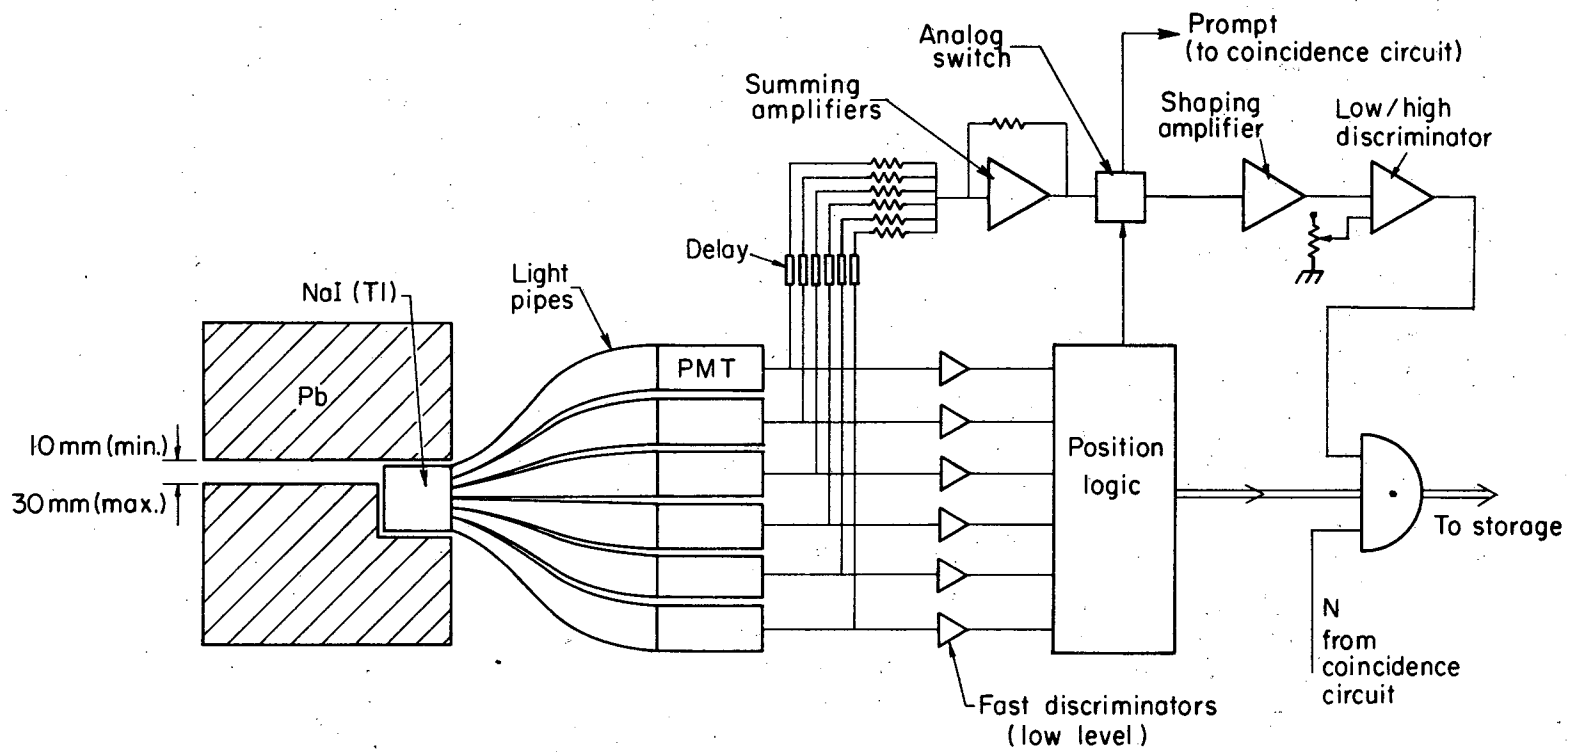 Analog
switch
Prompt
(to coincidence circuit)
Summing
amplifiers
Shaping
amplifier
Low/high
discriminator
Delay
Light
pipes
NaI (Tl)
PMT
Pb
10 mm (min.)
30 mm (max.)
Position
logic
To storage
N
from
coincidence
circuit
Fast discriminators
(low level)